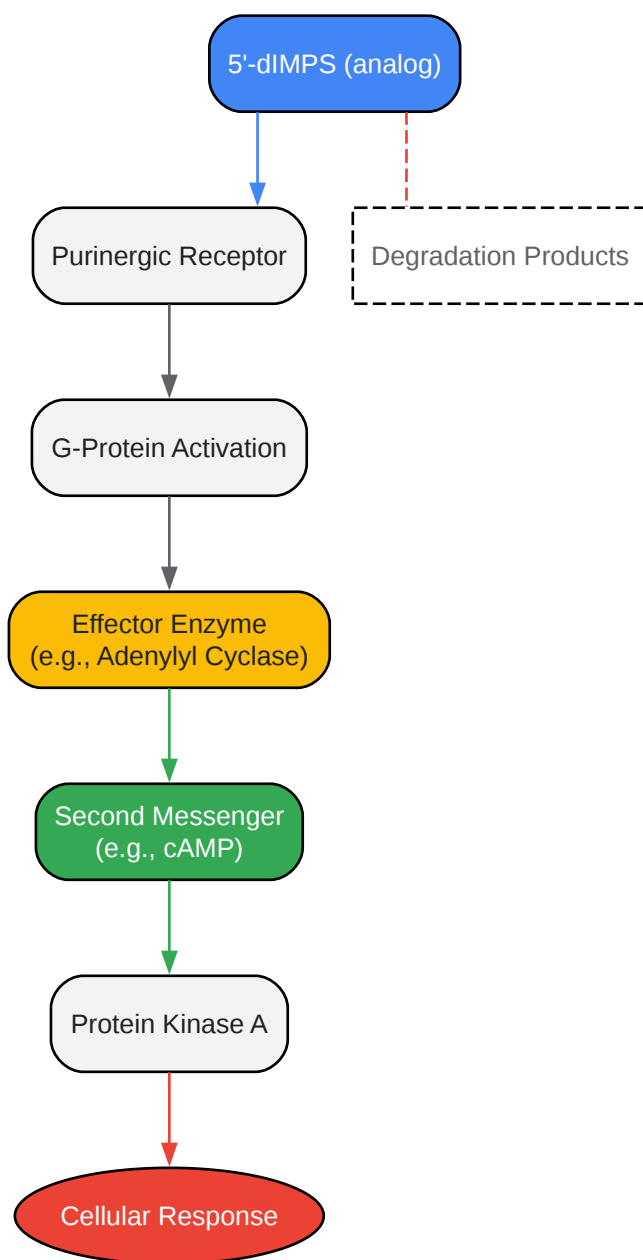 5'-dIMPS (analog)
Purinergic Receptor
Degradation Products
G-Protein Activation
Effector Enzyme
(e.g., Adenylyl Cyclase)
Second Messenger
(e.g., cAMP)
Protein Kinase A
Cellular Response